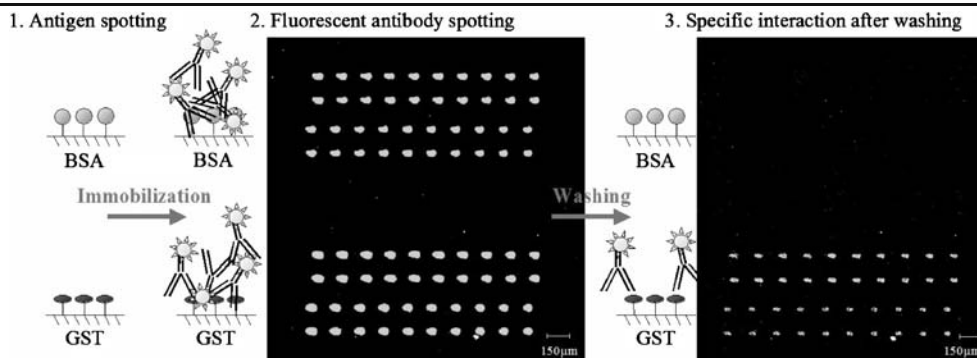 1. Antigen spotting
2. Fluorescent antibody spotting
3. Specific interaction after washing
BSA
BSA
BSA
Immobilization
Washing
GST
GST
GST
150µm
150µm